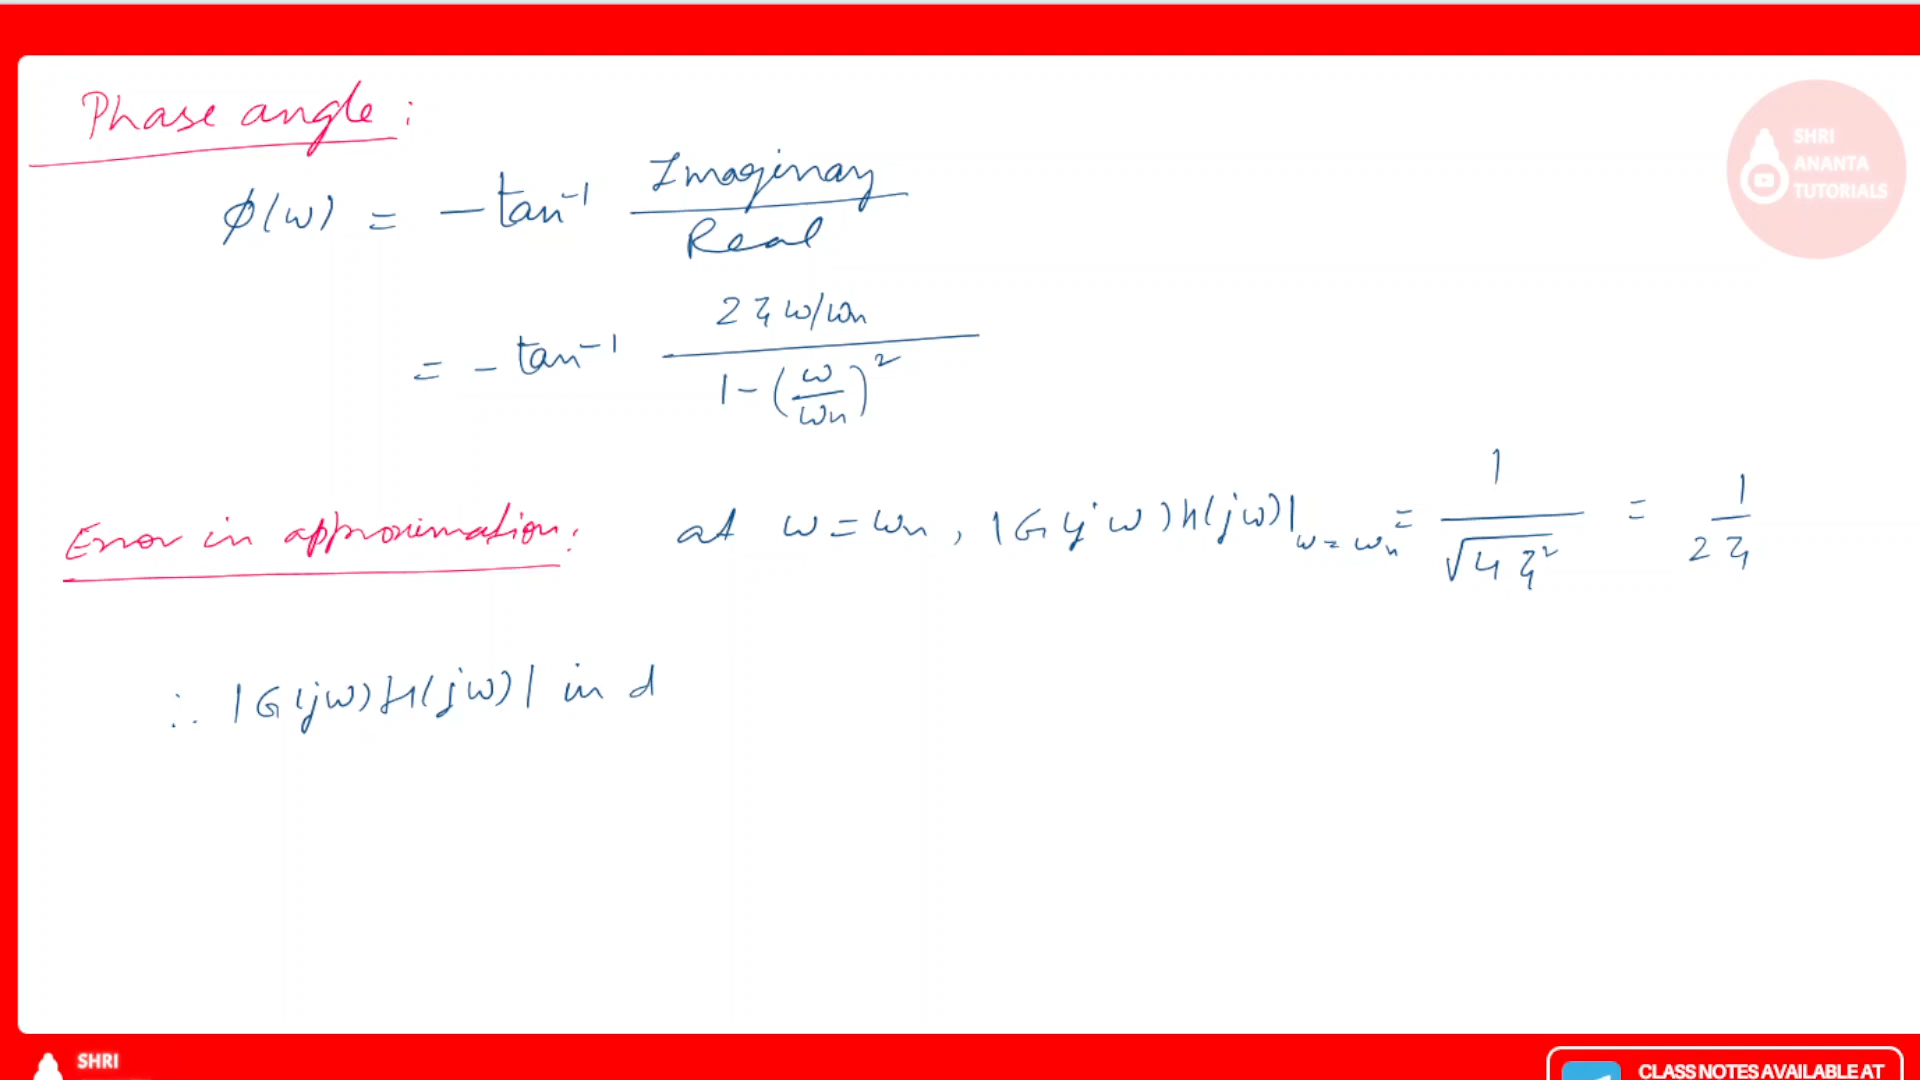 Phase angle :
SHRI
ANANTA
TUTORIALS
ϕ(ω) = - tan⁻¹ Imaginary / Real
= - tan⁻¹ 2ζω/ωn / 1-(ω/ωn)²
Error in approximation: at ω = ωn, |G(jω)H(jω)|ω=ωn = 1/√4ζ² = 1/2ζ
∴ |G(jω)H(jω)| in d
SHRI
CLASS NOTES AVAILABLE AT